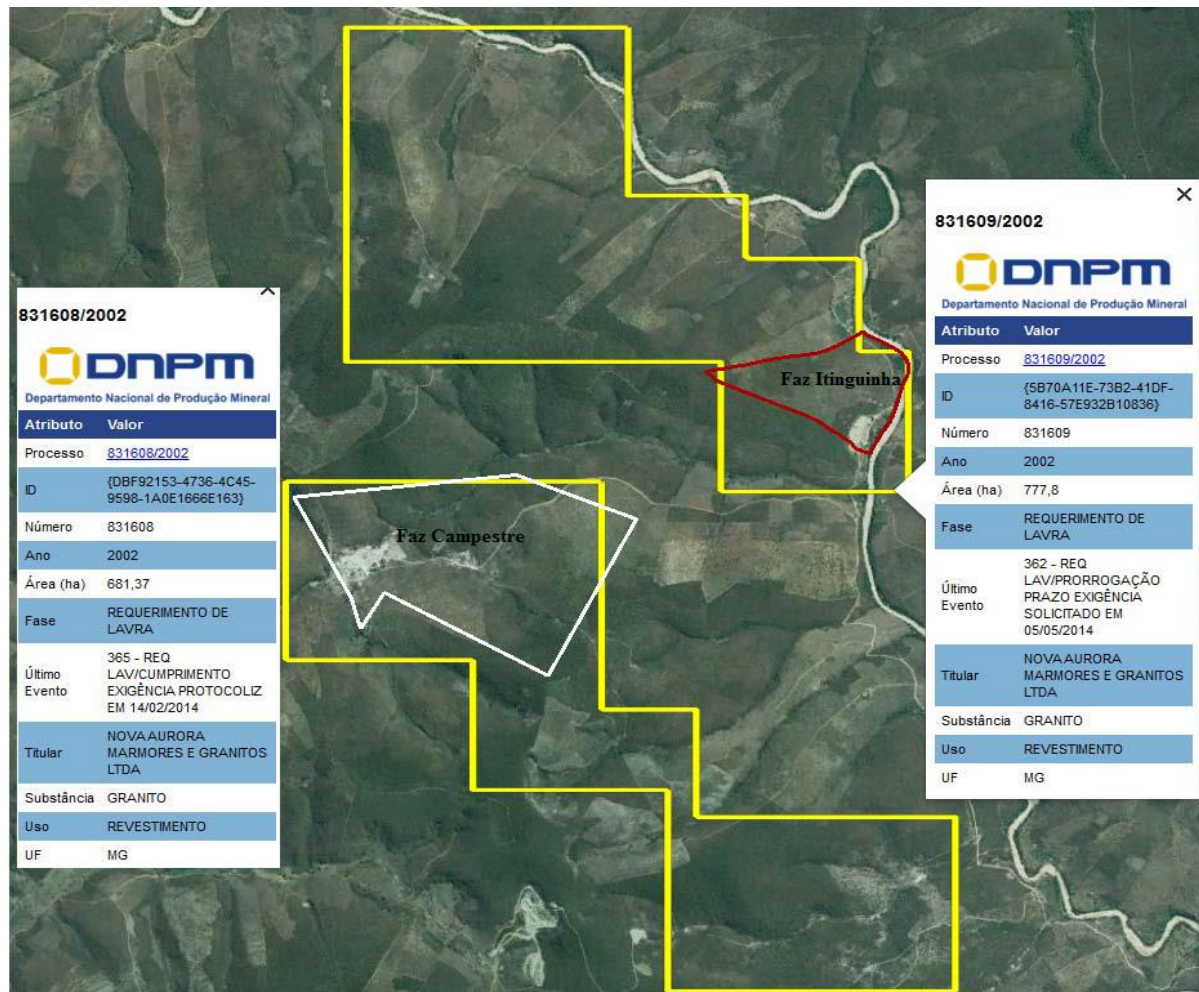 831608/2002
DNPM
Departamento Nacional de Produção Mineral
Atributo Valor
Processo 831608/2002
ID {DBF92153-4736-4C45-
9598-1A0E1666E163}
Número 831608
Ano 2002
Área (ha) 681,37
Fase REQUERIMENTO DE
LAVRA
Último
Evento
365 - REQ
LAV/CUMPRIMENTO
EXIGÊNCIA PROTOCOLIZ
EM 14/02/2014
Titular NOVA AURORA
MARMORES E GRANITOS
LTDA
Substância GRANITO
Uso REVESTIMENTO
UF MG
Faz Campestre
Faz Itinguinha
831609/2002
DNPM
Departamento Nacional de Produção Mineral
Atributo Valor
Processo 831609/2002
ID {5B70A11E-73B2-41DF-
8416-57E932B10836}
Número 831609
Ano 2002
Área (ha) 777,8
Fase REQUERIMENTO DE
LAVRA
Último
Evento
362 - REQ
LAV/PRORROGAÇÃO
PRAZO EXIGÊNCIA
SOLICITADO EM
05/05/2014
Titular NOVA AURORA
MARMORES E GRANITOS
LTDA
Substância GRANITO
Uso REVESTIMENTO
UF MG